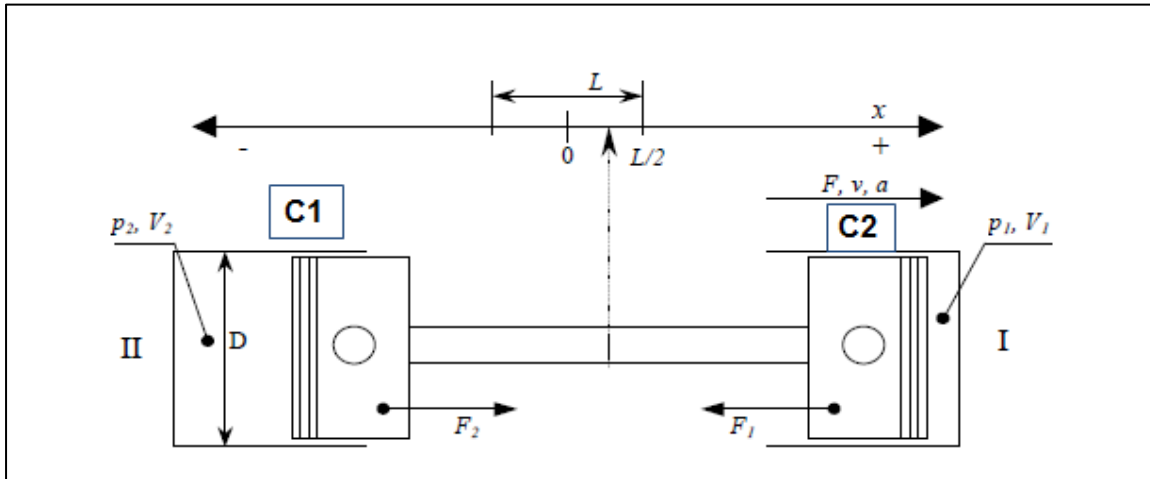 L
x
- 0 L/2 +
F, v, a
C1
C2
p₂, V₂
p₁, V₁
II
D
I
F₂
F₁